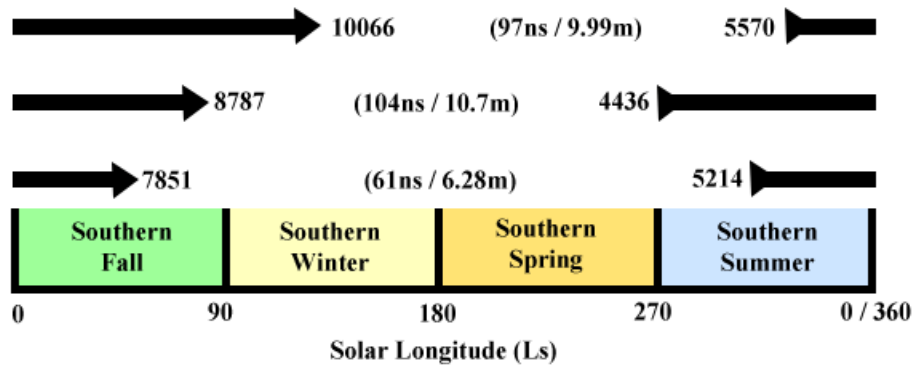 10066 (97ns / 9.99m) 5570
8787 (104ns / 10.7m) 4436
7851 (61ns / 6.28m) 5214
Southern Fall
Southern Winter
Southern Spring
Southern Summer
0 90 180 270 0 / 360
Solar Longitude (Ls)